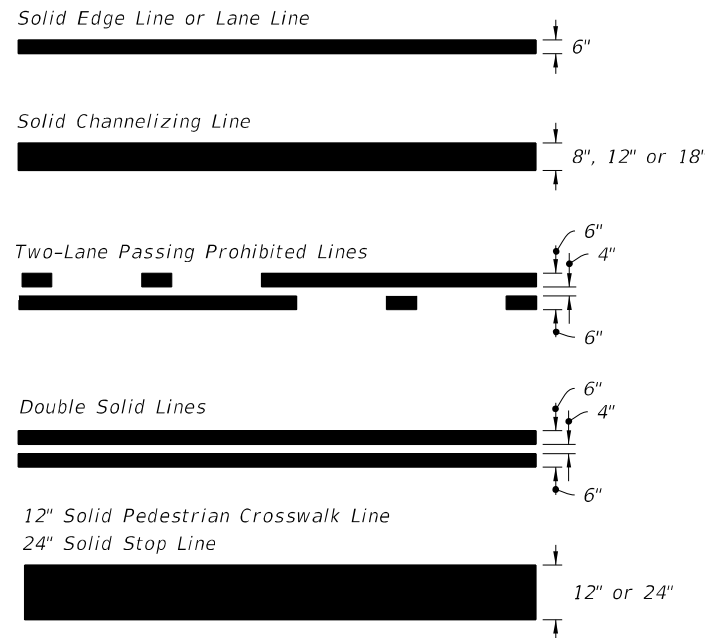 Solid Edge Line or Lane Line
6"
Solid Channelizing Line
8", 12" or 18"
Two-Lane Passing Prohibited Lines
6"
4"
6"
Double Solid Lines
6"
4"
6"
12" Solid Pedestrian Crosswalk Line
24" Solid Stop Line
12" or 24"